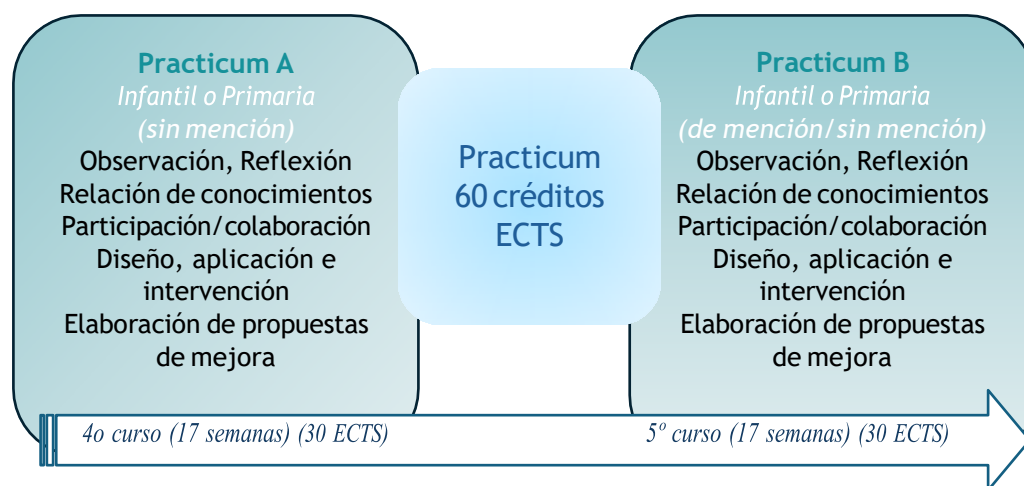 Practicum A
Infantil o Primaria
(sin mención)
Observación, Reflexión
Relación de conocimientos
Participación/colaboración
Diseño, aplicación e
intervención
Elaboración de propuestas
de mejora
Practicum
60 créditos
ECTS
Practicum B
Infantil o Primaria
(de mención/sin mención)
Observación, Reflexión
Relación de conocimientos
Participación/colaboración
Diseño, aplicación e
intervención
Elaboración de propuestas
de mejora
4o curso (17 semanas) (30 ECTS)
5º curso (17 semanas) (30 ECTS)